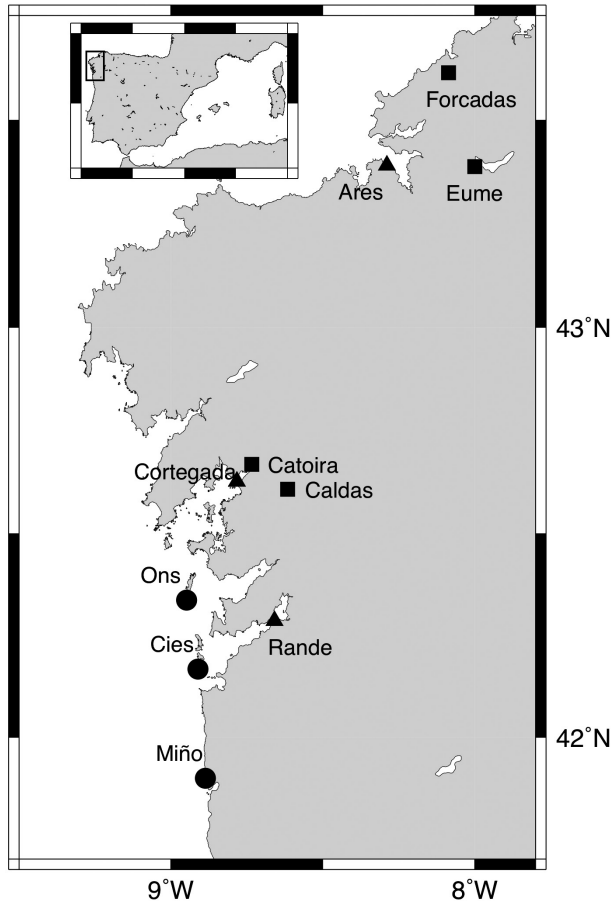 Forcadas
Ares
Eume
43˚N
Cortegada
Catoira
Caldas
Ons
Cies
Rande
42˚N
Miño
9˚W
8˚W